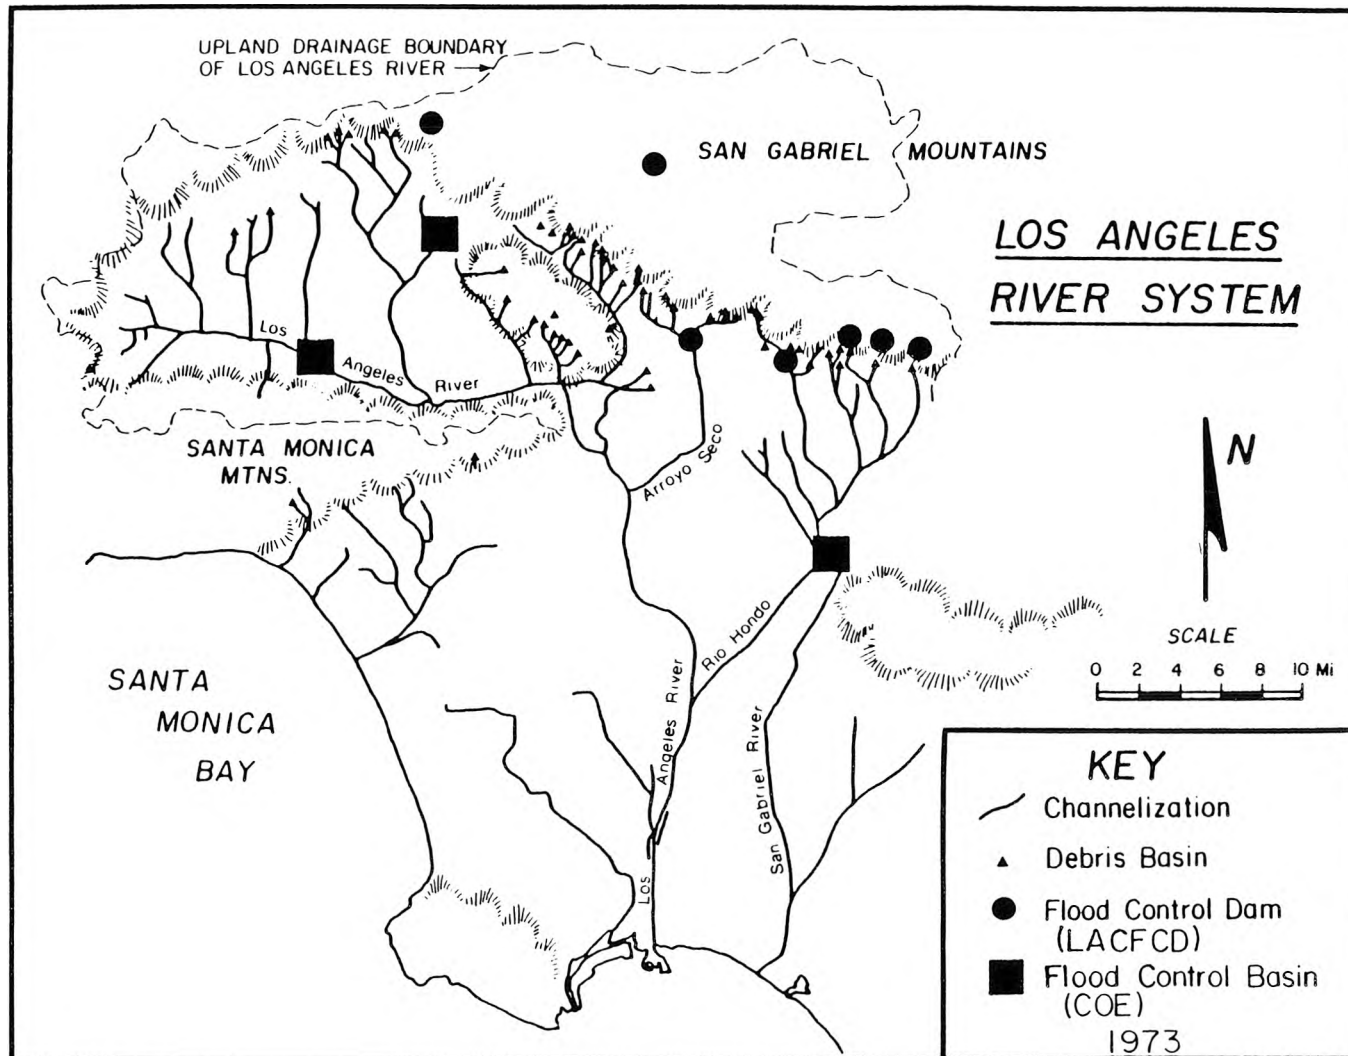 UPLAND DRAINAGE BOUNDARY
OF LOS ANGELES RIVER
SAN GABRIEL MOUNTAINS
LOS ANGELES
RIVER SYSTEM
Los
Angeles
River
SANTA MONICA
MTNS.
Arroyo Seco
N
Rio Hondo
SCALE
0 2 4 6 8 10 Mi
SANTA
MONICA
BAY
Los
Angeles River
San Gabriel River
KEY
Channelization
Debris Basin
Flood Control Dam
(LACFCD)
Flood Control Basin
(COE)
1973